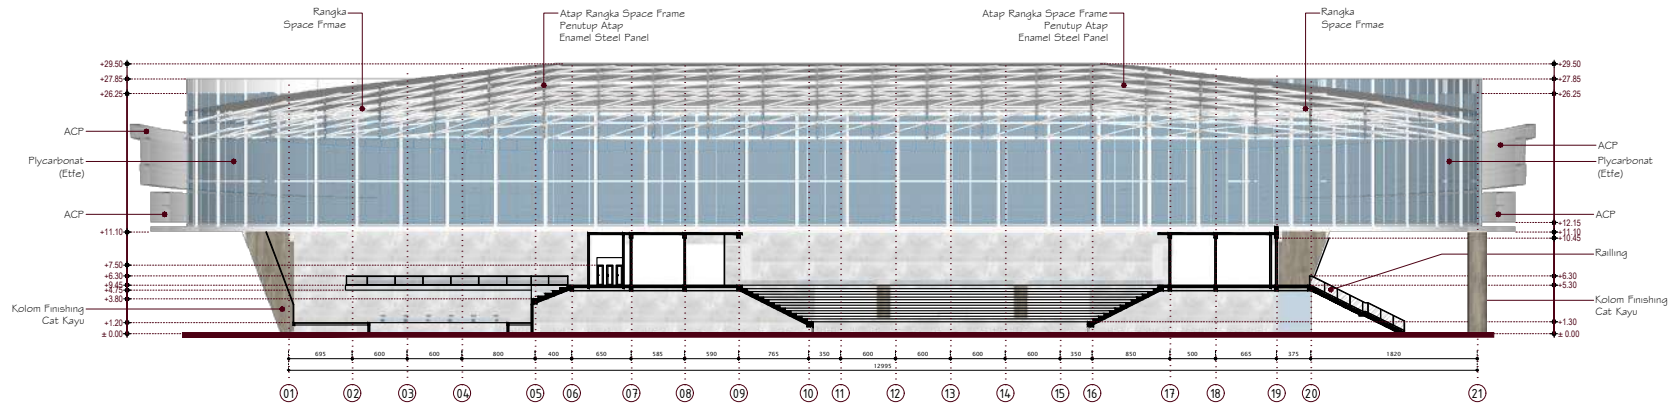 Rangka
Space Frmae
Atap Rangka Space Frame
Penutup Atap
Enamel Steel Panel
Atap Rangka Space Frame
Penutup Atap
Enamel Steel Panel
Rangka
Space Frmae
+29.50
+27.85
+26.25
ACP
Plycarbonat
(Etfe)
ACP
+11.10
+7.50
+6.30
+9.45
+4.75
+3.80
Kolom Finishing
Cat Kayu
+1.20
± 0.00
+29.50
+27.85
+26.25
ACP
Plycarbonat
(Etfe)
ACP
+12.15
+11.10
+10.45
Railling
+6.30
+5.30
Kolom Finishing
Cat Kayu
+1.30
± 0.00
695 600 600 800 400 650 585 590 765 350 600 600 600 600 350 850 500 665 375 1820
12995
01 02 03 04 05 06 07 08 09 10 11 12 13 14 15 16 17 18 19 20 21